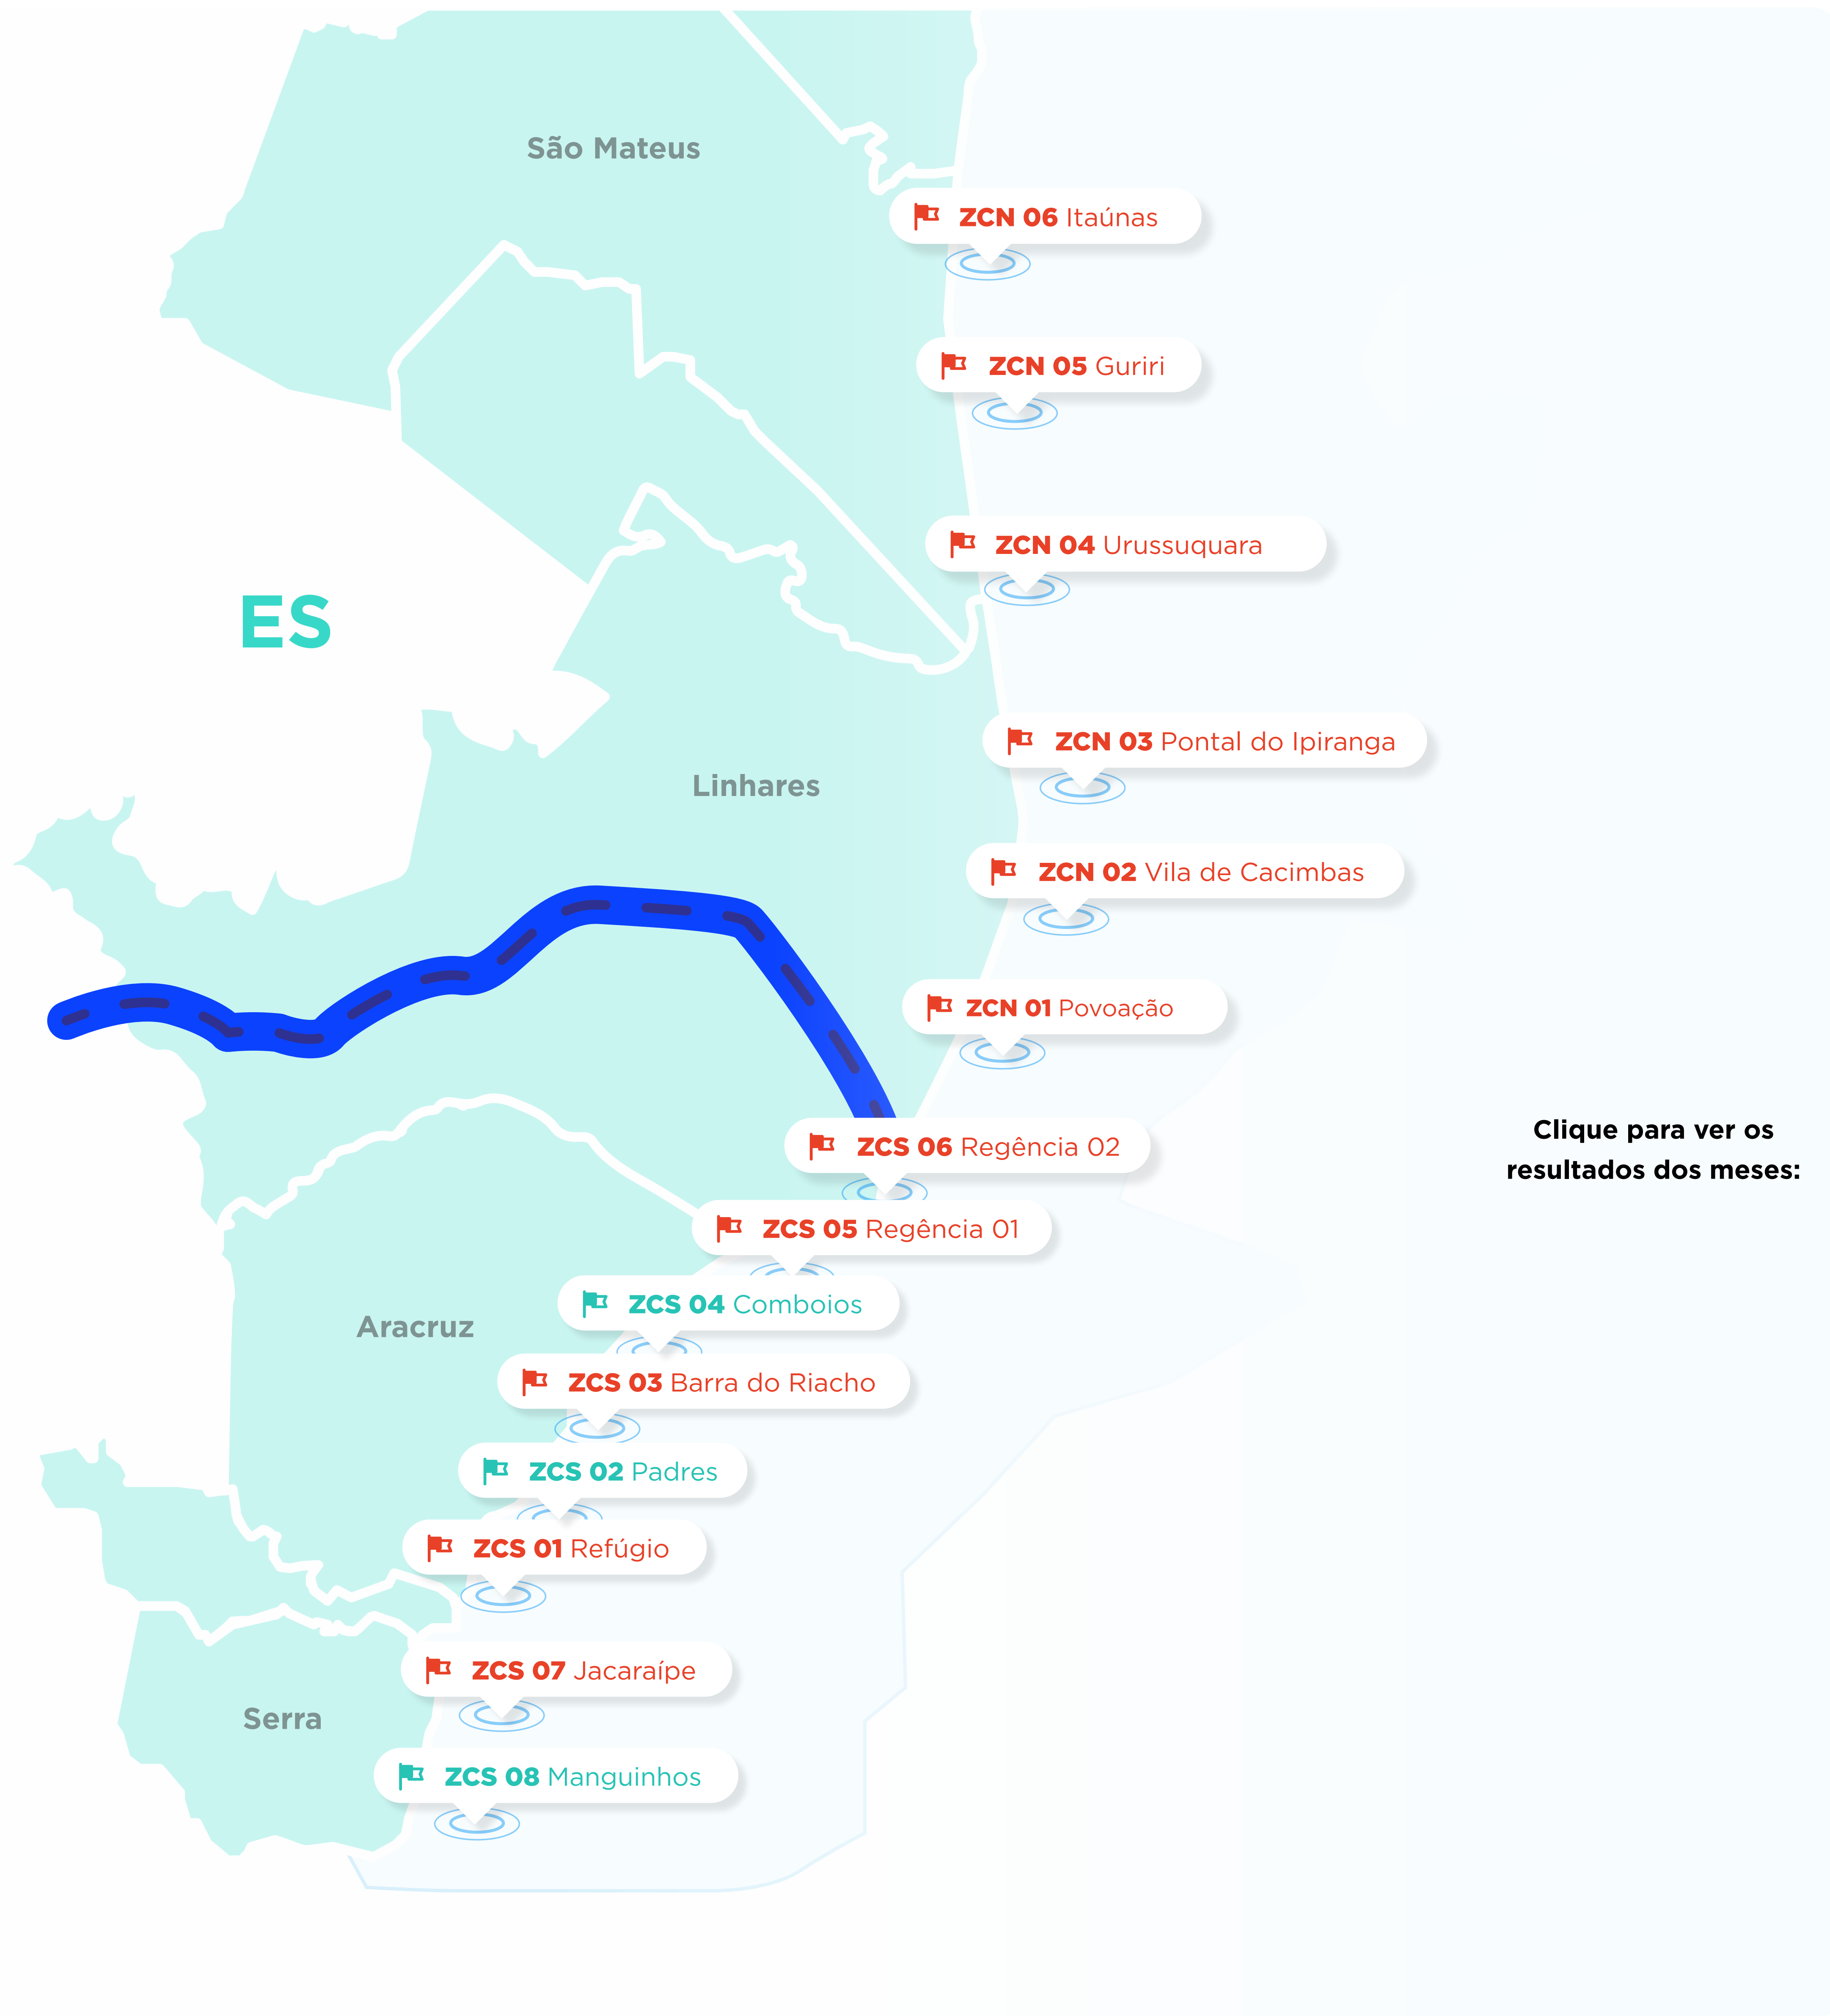 São Mateus
ZCN 06 Itaúnas
ZCN 05 Guriri
ZCN 04 Urussuquara
ES
ZCN 03 Pontal do Ipiranga
Linhares
ZCN 02 Vila de Cacimbas
ZCN 01 Povoação
Clique para ver os
resultados dos meses:
ZCS 06 Regência 02
ZCS 05 Regência 01
ZCS 04 Comboios
Aracruz
ZCS 03 Barra do Riacho
ZCS 02 Padres
ZCS 01 Refúgio
ZCS 07 Jacaraípe
Serra
ZCS 08 Manguinhos